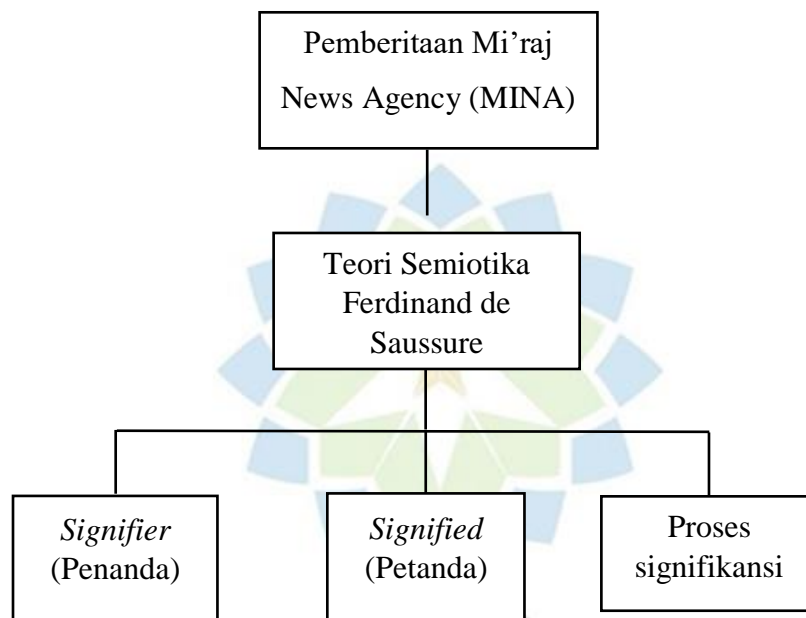 Pemberitaan Mi’raj
News Agency (MINA)
Teori Semiotika
Ferdinand de
Saussure
Signifier
(Penanda)
Signified
(Petanda)
Proses
signifikansi